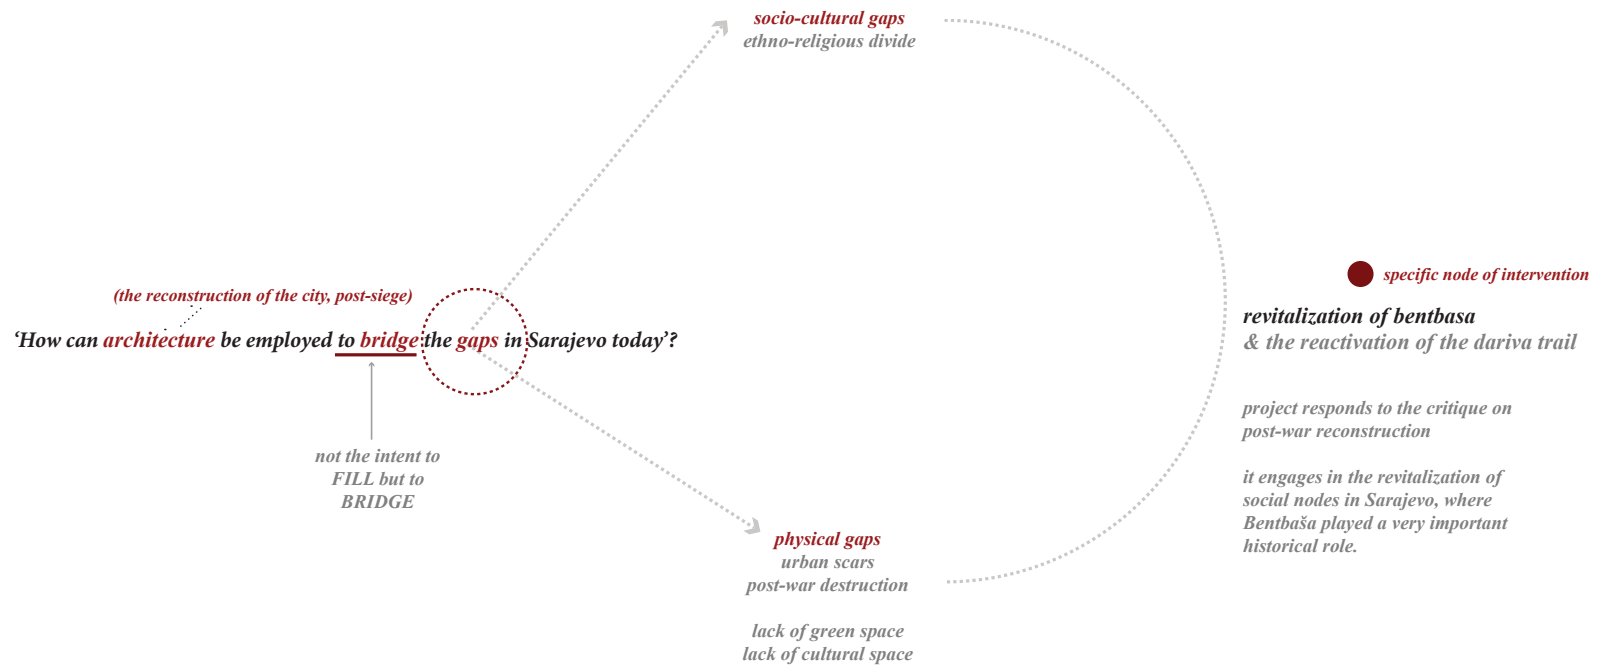 socio-cultural gaps
ethno-religious divide
(the reconstruction of the city, post-siege)
‘How can architecture be employed to bridge the gaps in Sarajevo today’?
not the intent to
FILL but to
BRIDGE
physical gaps
urban scars
post-war destruction
lack of green space
lack of cultural space
specific node of intervention
revitalization of bentbasa
& the reactivation of the dariva trail
project responds to the critique on
post-war reconstruction
it engages in the revitalization of
social nodes in Sarajevo, where
Bentbaša played a very important
historical role.